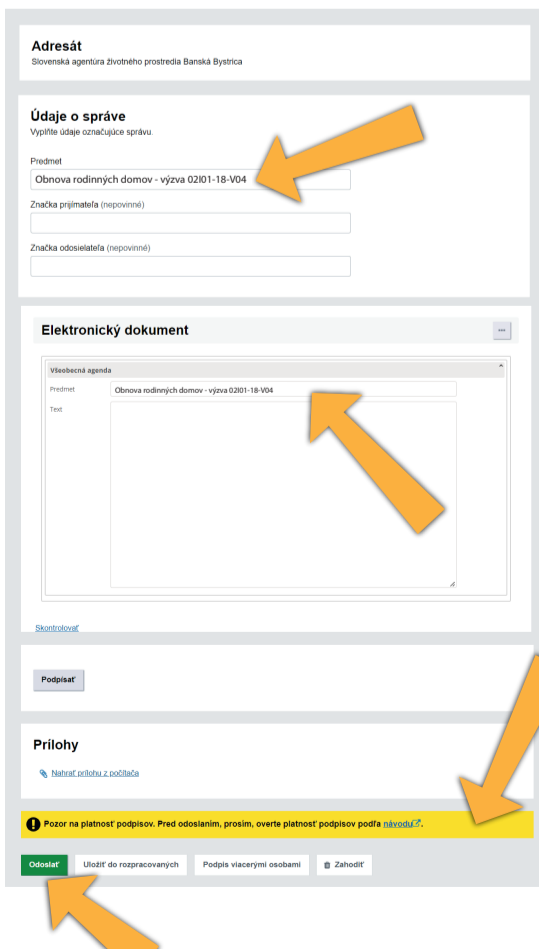 Adresát
Slovenská agentúra životného prostredia Banská Bystrica
Údaje o správe
Vyplňte údaje označujúce správu.
Predmet
Obnova rodinných domov - výzva 02I01-18-V04
Značka prijímateľa (nepovinné)
Značka odosielateľa (nepovinné)
Elektronický dokument
...
Všeobecná agenda
Predmet
Obnova rodinných domov - výzva 02I01-18-V04
Text
Skontrolovať
Podpísať
Prílohy
Nahrať prílohu z počítača
Pozor na platnosť podpisov. Pred odoslaním, prosím, overte platnosť podpisov podľa návodu.
Odoslať Uložiť do rozpracovaných Podpis viacerými osobami Zahodiť